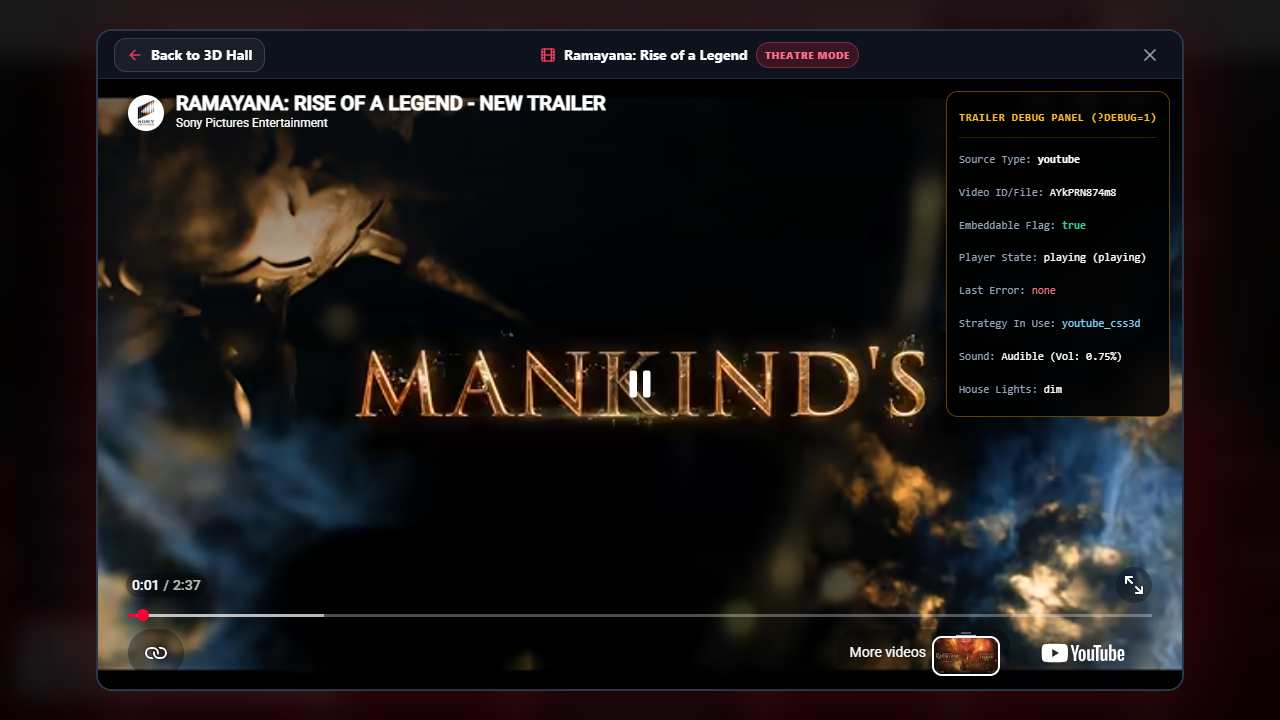 Back to 3D Hall
Ramayana: Rise of a Legend
THEATRE MODE
RAMAYANA: RISE OF A LEGEND - NEW TRAILER
Sony Pictures Entertainment
SONY
TRAILER DEBUG PANEL (?DEBUG=1)
Source Type: youtube
Video ID/File: AYkPRN874m8
Embeddable Flag: true
Player State: playing (playing)
Last Error: none
Strategy In Use: youtube_css3d
Sound: Audible (Vol: 0.75%)
House Lights: dim
MANKIND'S
0:01 / 2:37
More videos
YouTube